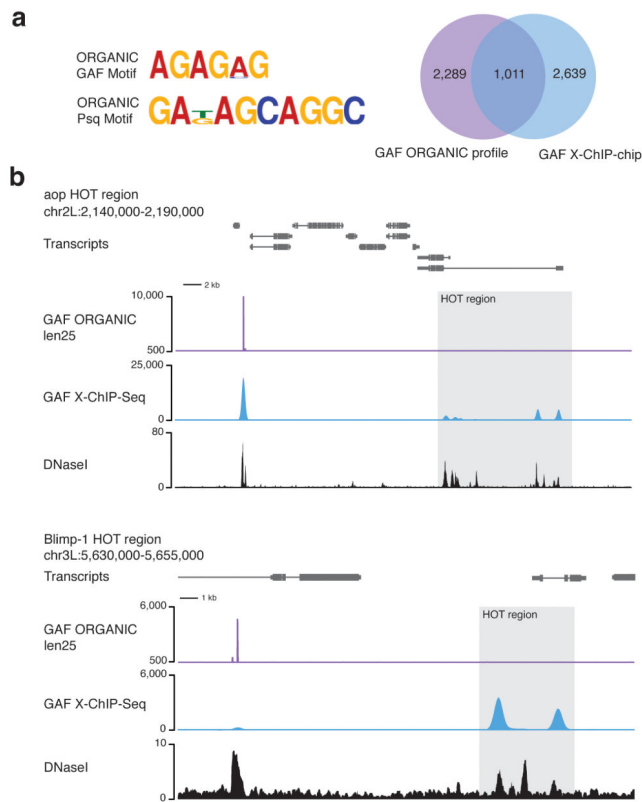 a
ORGANIC
GAF Motif
AGAGAG
ORGANIC
Psq Motif
GATAGCAGGC
2,289
1,011
2,639
GAF ORGANIC profile
GAF X-ChIP-chip
b
aop HOT region
chr2L:2,140,000-2,190,000
Transcripts
2 kb
HOT region
10,000
GAF ORGANIC
len25
500
25,000
GAF X-ChIP-Seq
0
80
DNaseI
0
Blimp-1 HOT region
chr3L:5,630,000-5,655,000
Transcripts
1 kb
HOT region
6,000
GAF ORGANIC
len25
500
6,000
GAF X-ChIP-Seq
0
10
DNaseI
0